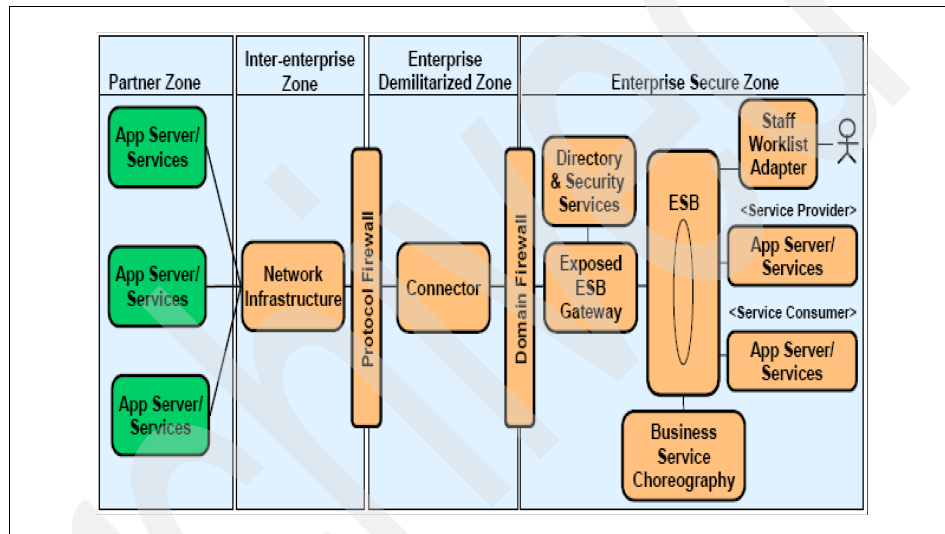 Partner Zone
Inter-enterprise
Zone
Enterprise
Demilitarized Zone
Enterprise Secure Zone
App Server/
Services
App Server/
Services
App Server/
Services
Network
Infrastructure
Protocol Firewall
Connector
Domain Firewall
Directory
& Security
Services
Exposed
ESB
Gateway
ESB
Staff
Worklist
Adapter
<Service Provider>
App Server/
Services
<Service Consumer>
App Server/
Services
Business
Service
Choreography